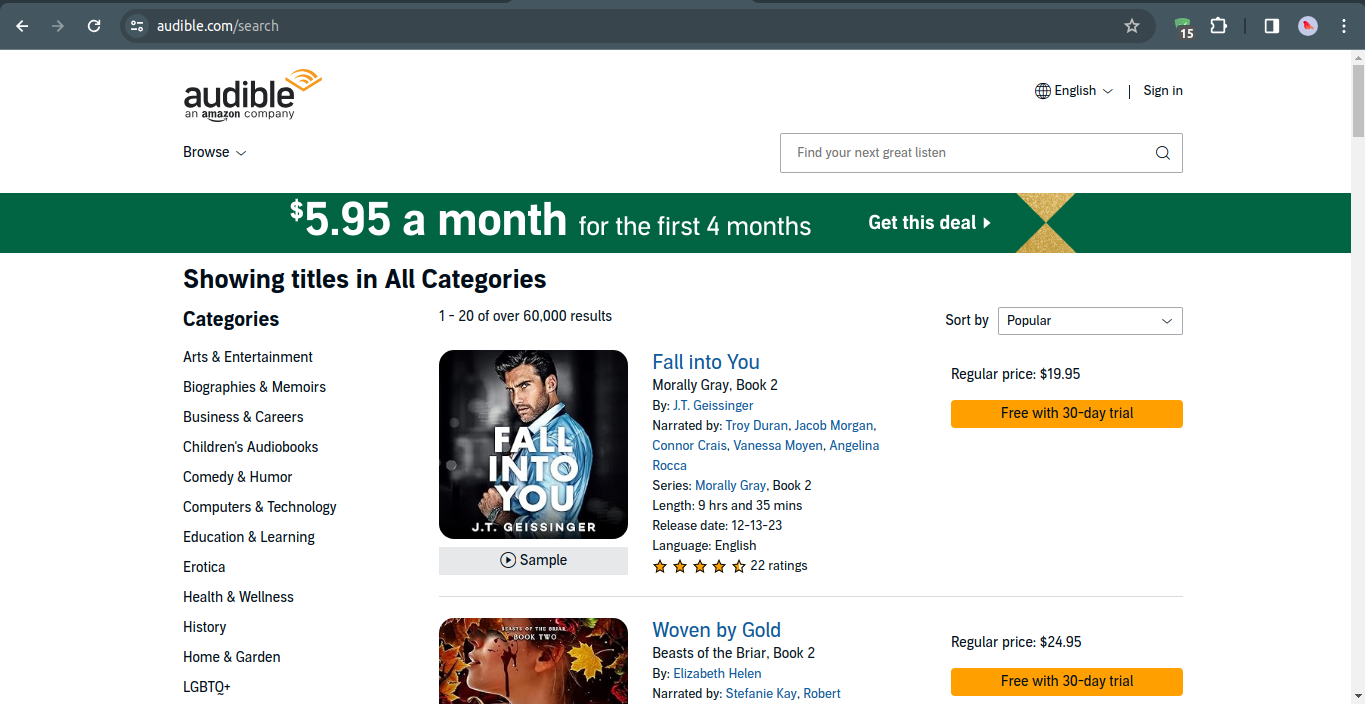 audible.com/search
15
audible
an amazon company
English
Sign in
Browse
Find your next great listen
$5.95 a month for the first 4 months
Get this deal
Showing titles in All Categories
Categories
Arts & Entertainment
Biographies & Memoirs
Business & Careers
Children's Audiobooks
Comedy & Humor
Computers & Technology
Education & Learning
Erotica
Health & Wellness
History
Home & Garden
LGBTQ+
1 - 20 of over 60,000 results
Sort by
Popular
FALL
INTO
YOU
J.T. GEISSINGER
Sample
Fall into You
Morally Gray, Book 2
By: J.T. Geissinger
Narrated by: Troy Duran, Jacob Morgan,
Connor Crais, Vanessa Moyen, Angelina
Rocca
Series: Morally Gray, Book 2
Length: 9 hrs and 35 mins
Release date: 12-13-23
Language: English
22 ratings
Regular price: $19.95
Free with 30-day trial
BEASTS OF THE BRIAR
BOOK TWO
Woven by Gold
Beasts of the Briar, Book 2
By: Elizabeth Helen
Narrated by: Stefanie Kay, Robert
Regular price: $24.95
Free with 30-day trial